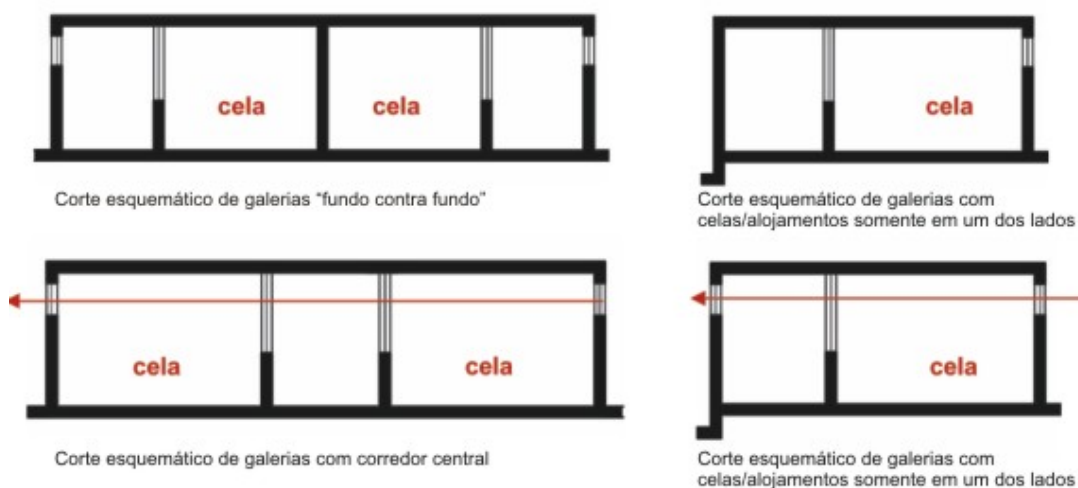 cela
cela
Corte esquemático de galerias “fundo contra fundo”
cela
Corte esquemático de galerias com
celas/alojamentos somente em um dos lados
cela
cela
Corte esquemático de galerias com corredor central
cela
Corte esquemático de galerias com
celas/alojamentos somente em um dos lados